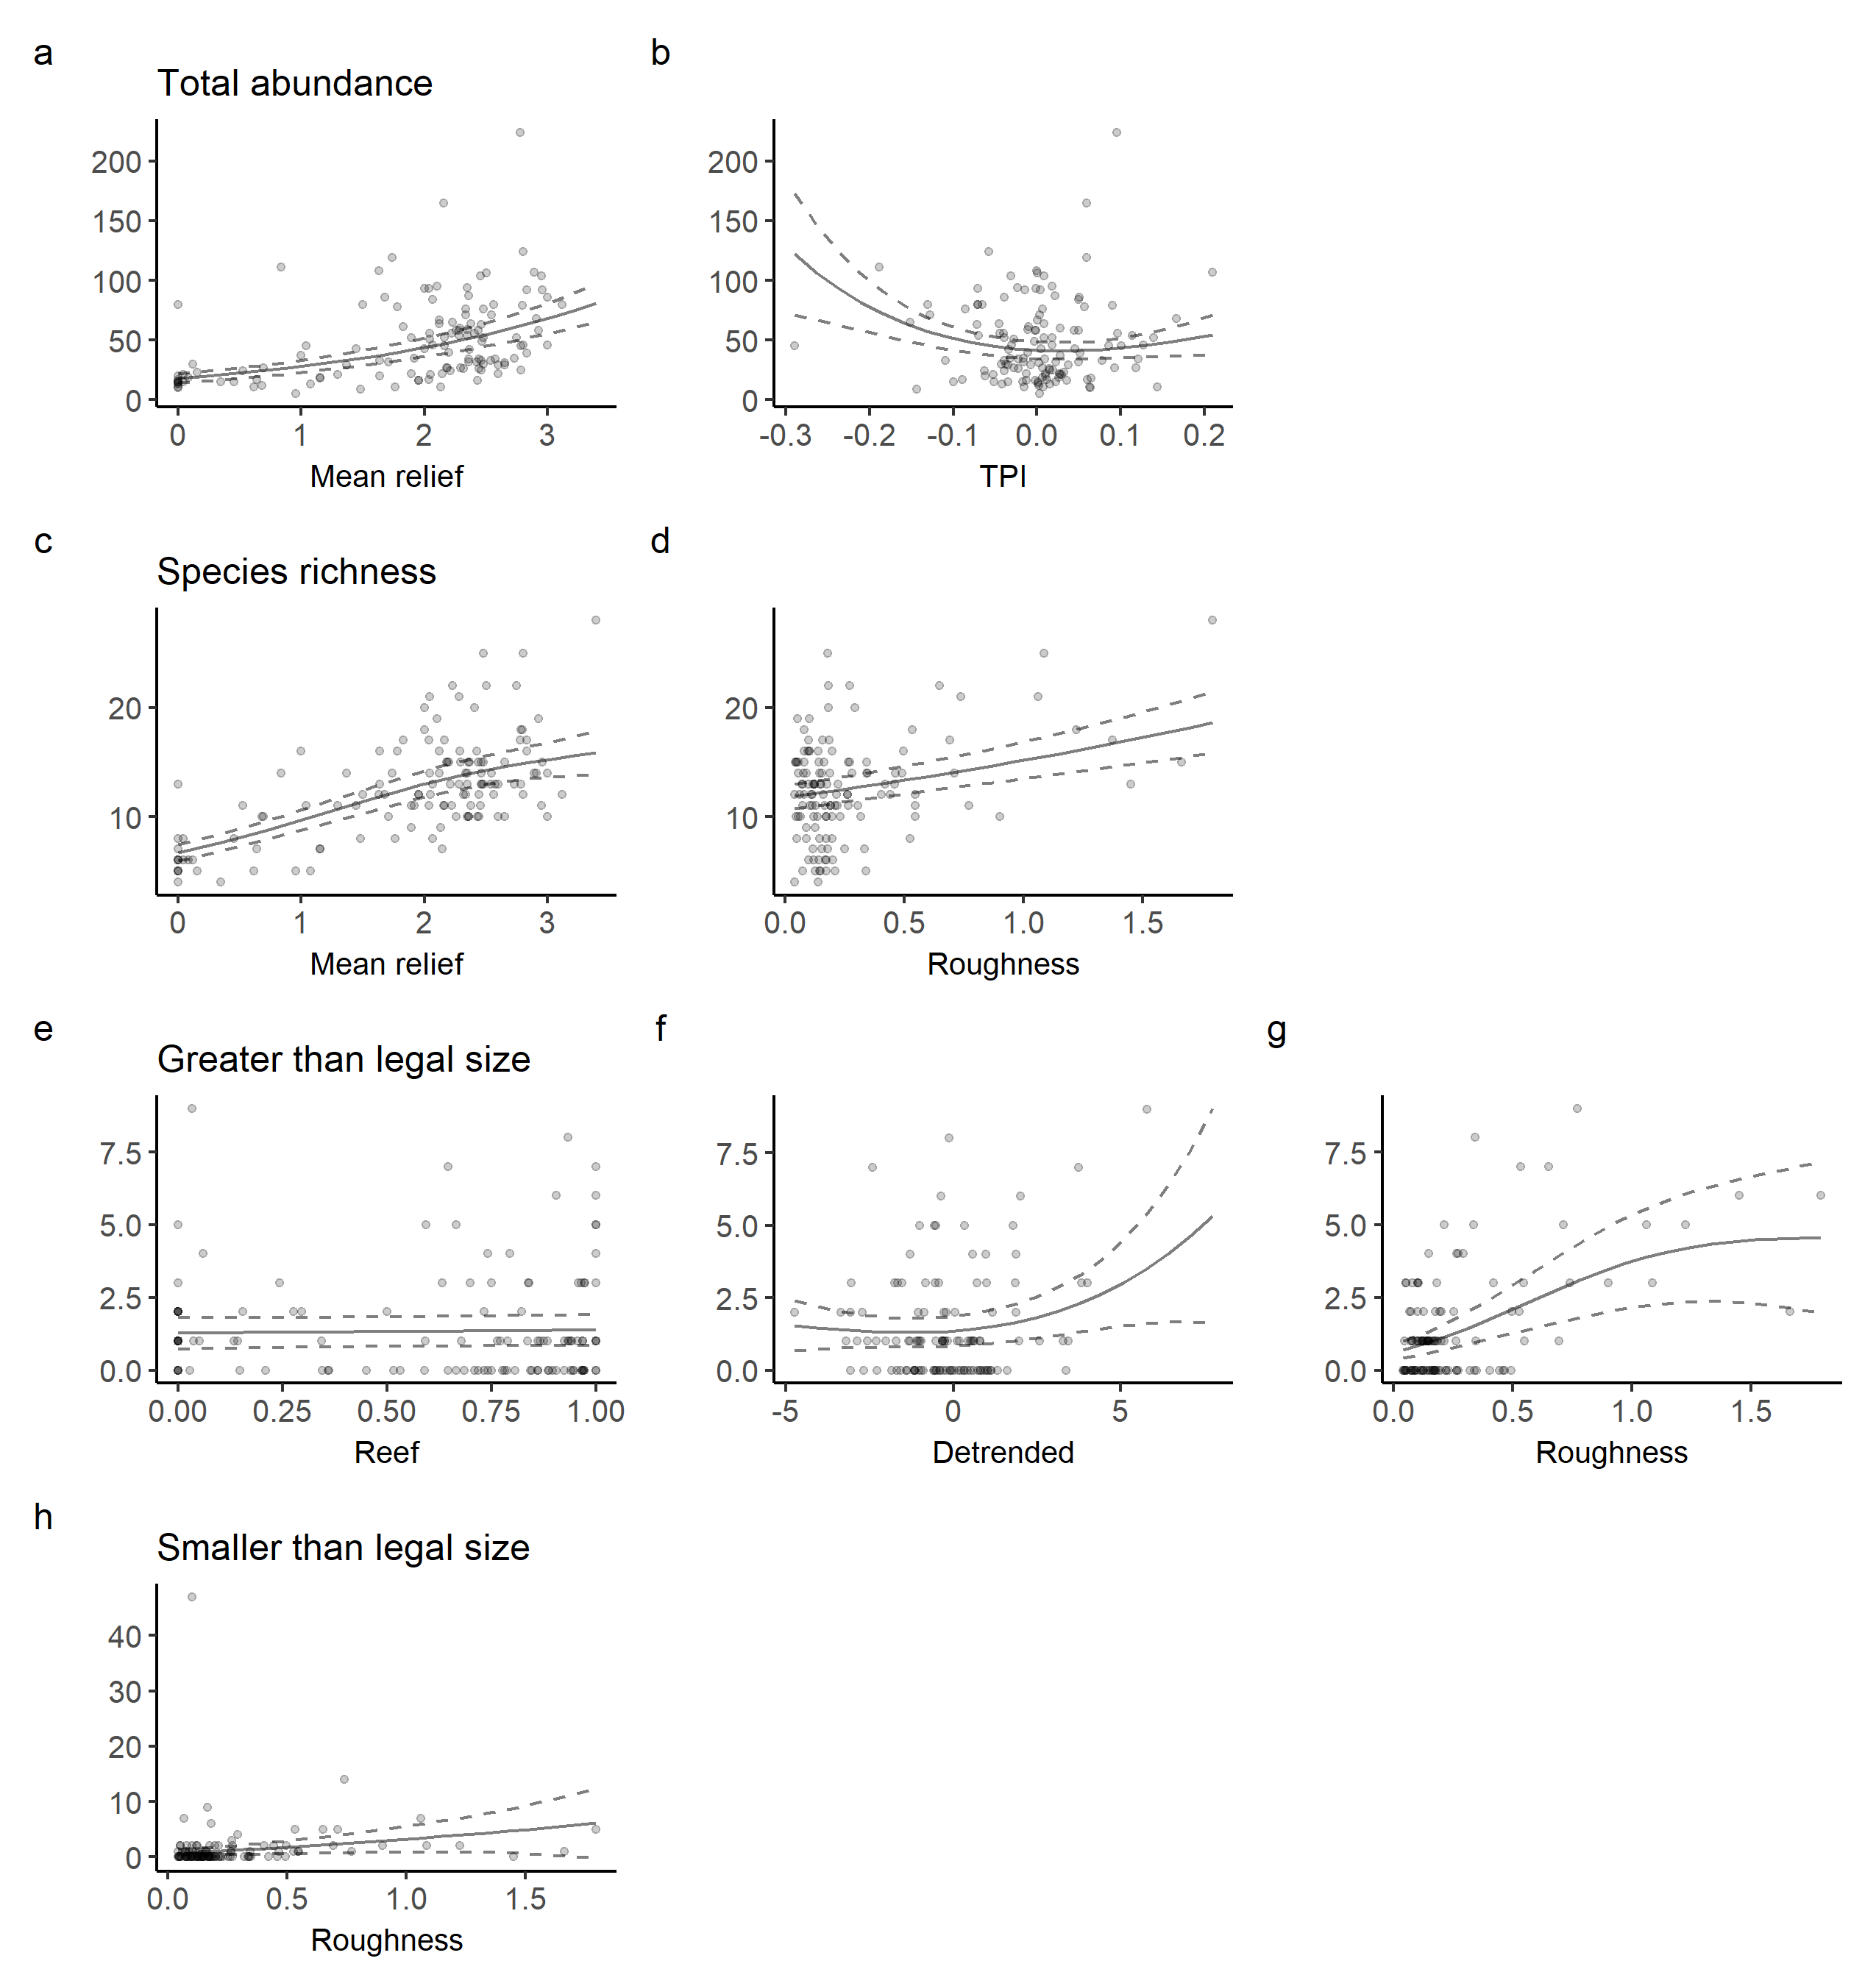 a
b
Total abundance
200
150
100
50
0
0 1 2 3
Mean relief
200
150
100
50
0
-0.3 -0.2 -0.1 0.0 0.1 0.2
TPI
c
d
Species richness
20
10
0 1 2 3
Mean relief
20
10
0.0 0.5 1.0 1.5
Roughness
e
f
g
Greater than legal size
7.5
5.0
2.5
0.0
0.00 0.25 0.50 0.75 1.00
Reef
7.5
5.0
2.5
0.0
-5 0 5
Detrended
7.5
5.0
2.5
0.0
0.0 0.5 1.0 1.5
Roughness
h
Smaller than legal size
40
30
20
10
0
0.0 0.5 1.0 1.5
Roughness